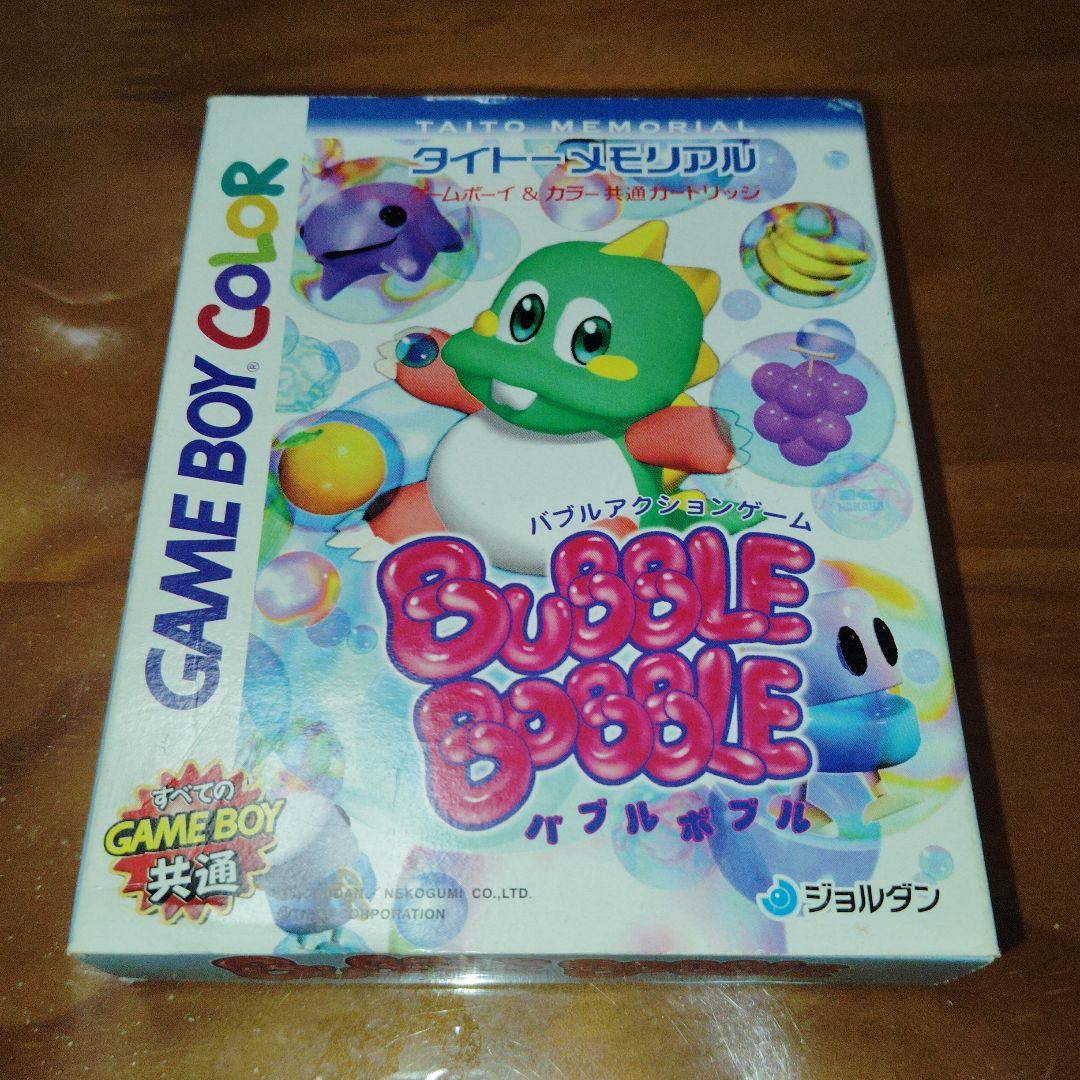 TAITO MEMORIAL
タイトーメモリアル
ゲームボーイ & カラー共通カートリッジ
GAME BOY COLOR
®
バブルアクションゲーム
BUBBLE
BOBBLE
バブルボブル
すべての
GAME BOY
共通
NEKOGUMI CO.,LTD.
CORPORATION
ジョルダン
BUBBLE BOBBLE